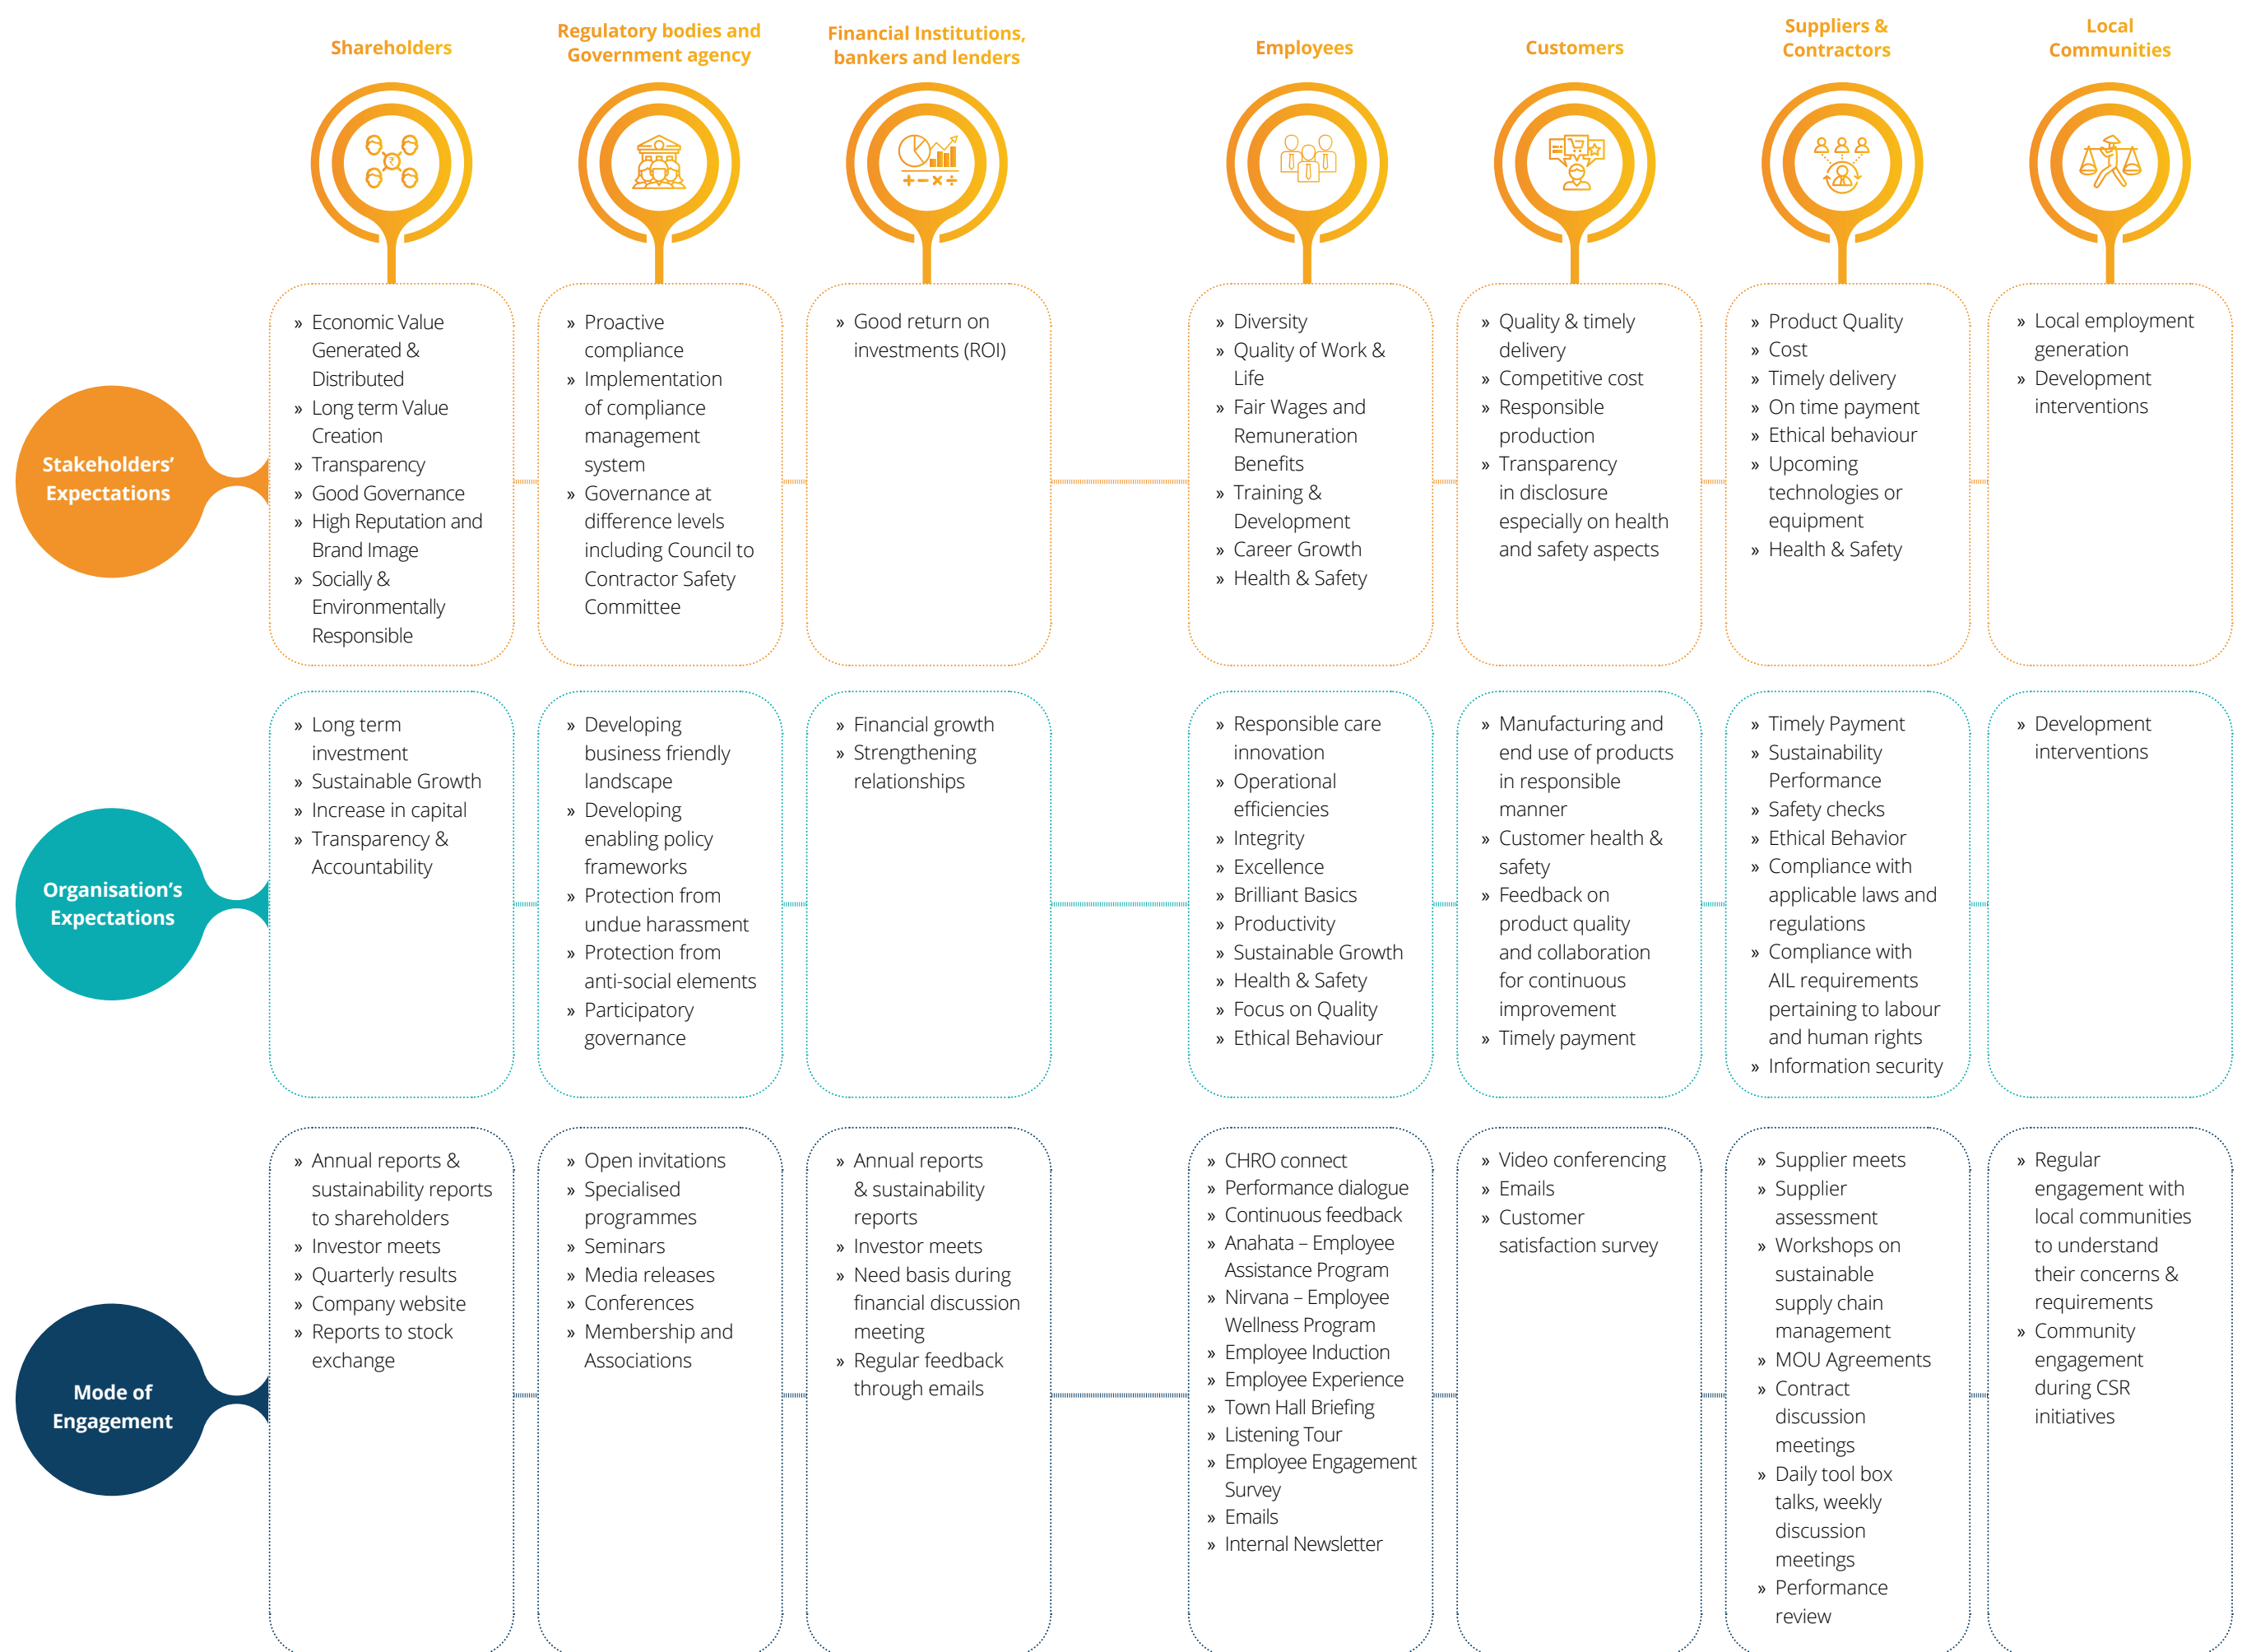 Shareholders
Regulatory bodies and
Government agency
Financial Institutions,
bankers and lenders
Employees
Customers
Suppliers &
Contractors
Local
Communities
Stakeholders’
Expectations
» Economic Value
Generated &
Distributed
» Long term Value
Creation
» Transparency
» Good Governance
» High Reputation and
Brand Image
» Socially &
Environmentally
Responsible
» Proactive
compliance
» Implementation
of compliance
management
system
» Governance at
difference levels
including Council to
Contractor Safety
Committee
» Good return on
investments (ROI)
» Diversity
» Quality of Work &
Life
» Fair Wages and
Remuneration
Benefits
» Training &
Development
» Career Growth
» Health & Safety
» Quality & timely
delivery
» Competitive cost
» Responsible
production
» Transparency
in disclosure
especially on health
and safety aspects
» Product Quality
» Cost
» Timely delivery
» On time payment
» Ethical behaviour
» Upcoming
technologies or
equipment
» Health & Safety
» Local employment
generation
» Development
interventions
Organisation’s
Expectations
» Long term
investment
» Sustainable Growth
» Increase in capital
» Transparency &
Accountability
» Developing
business friendly
landscape
» Developing
enabling policy
frameworks
» Protection from
undue harassment
» Protection from
anti-social elements
» Participatory
governance
» Financial growth
» Strengthening
relationships
» Responsible care
innovation
» Operational
efficiencies
» Integrity
» Excellence
» Brilliant Basics
» Productivity
» Sustainable Growth
» Health & Safety
» Focus on Quality
» Ethical Behaviour
» Manufacturing and
end use of products
in responsible
manner
» Customer health &
safety
» Feedback on
product quality
and collaboration
for continuous
improvement
» Timely payment
» Timely Payment
» Sustainability
Performance
» Safety checks
» Ethical Behavior
» Compliance with
applicable laws and
regulations
» Compliance with
AIL requirements
pertaining to labour
and human rights
» Information security
» Development
interventions
Mode of
Engagement
» Annual reports &
sustainability reports
to shareholders
» Investor meets
» Quarterly results
» Company website
» Reports to stock
exchange
» Open invitations
» Specialised
programmes
» Seminars
» Media releases
» Conferences
» Membership and
Associations
» Annual reports
& sustainability
reports
» Investor meets
» Need basis during
financial discussion
meeting
» Regular feedback
through emails
» CHRO connect
» Performance dialogue
» Continuous feedback
» Anahata – Employee
Assistance Program
» Nirvana – Employee
Wellness Program
» Employee Induction
» Employee Experience
» Town Hall Briefing
» Listening Tour
» Employee Engagement
Survey
» Emails
» Internal Newsletter
» Video conferencing
» Emails
» Customer
satisfaction survey
» Supplier meets
» Supplier
assessment
» Workshops on
sustainable
supply chain
management
» MOU Agreements
» Contract
discussion
meetings
» Daily tool box
talks, weekly
discussion
meetings
» Performance
review
» Regular
engagement with
local communities
to understand
their concerns &
requirements
» Community
engagement
during CSR
initiatives